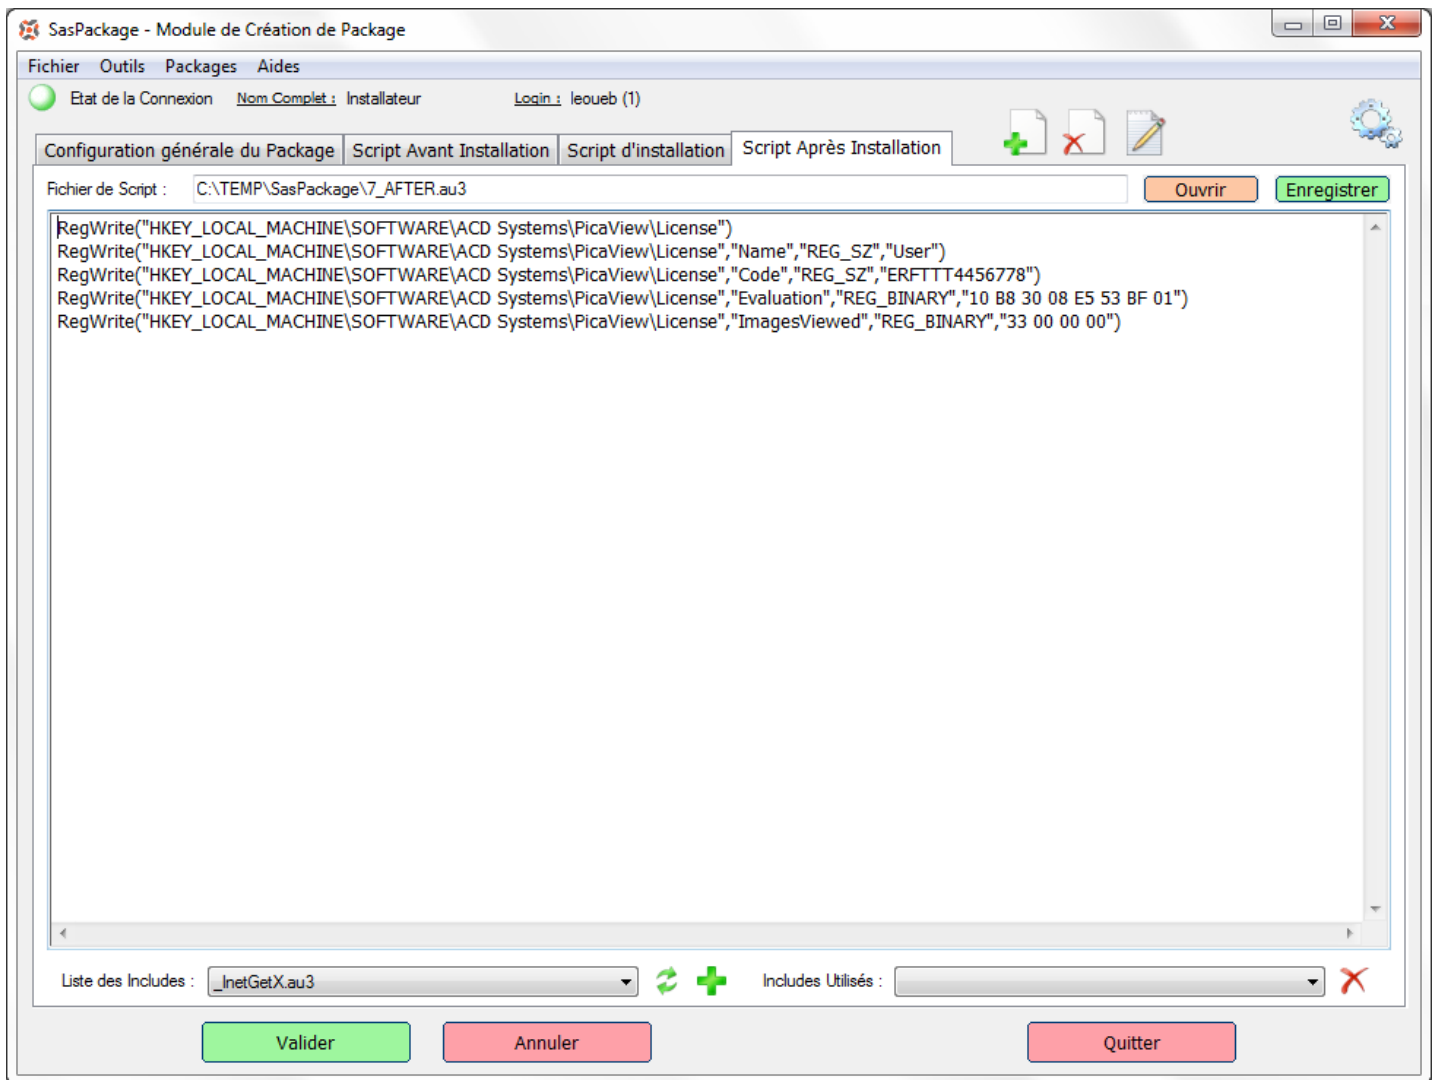 SasPackage - Module de Création de Package
Fichier Outils Packages Aides
Etat de la Connexion Nom Complet : Installateur Login : leoueb (1)
Configuration générale du Package Script Avant Installation Script d'installation Script Après Installation
Fichier de Script : C:\TEMP\SasPackage\7_AFTER.au3 Ouvrir Enregistrer
RegWrite("HKEY_LOCAL_MACHINE\SOFTWARE\ACD Systems\PicaView\License")
RegWrite("HKEY_LOCAL_MACHINE\SOFTWARE\ACD Systems\PicaView\License","Name","REG_SZ","User")
RegWrite("HKEY_LOCAL_MACHINE\SOFTWARE\ACD Systems\PicaView\License","Code","REG_SZ","ERFTTT4456778")
RegWrite("HKEY_LOCAL_MACHINE\SOFTWARE\ACD Systems\PicaView\License","Evaluation","REG_BINARY","10 B8 30 08 E5 53 BF 01")
RegWrite("HKEY_LOCAL_MACHINE\SOFTWARE\ACD Systems\PicaView\License","ImagesViewed","REG_BINARY","33 00 00 00")
Liste des Includes : _InetGetX.au3 Includes Utilisés :
Valider Annuler Quitter